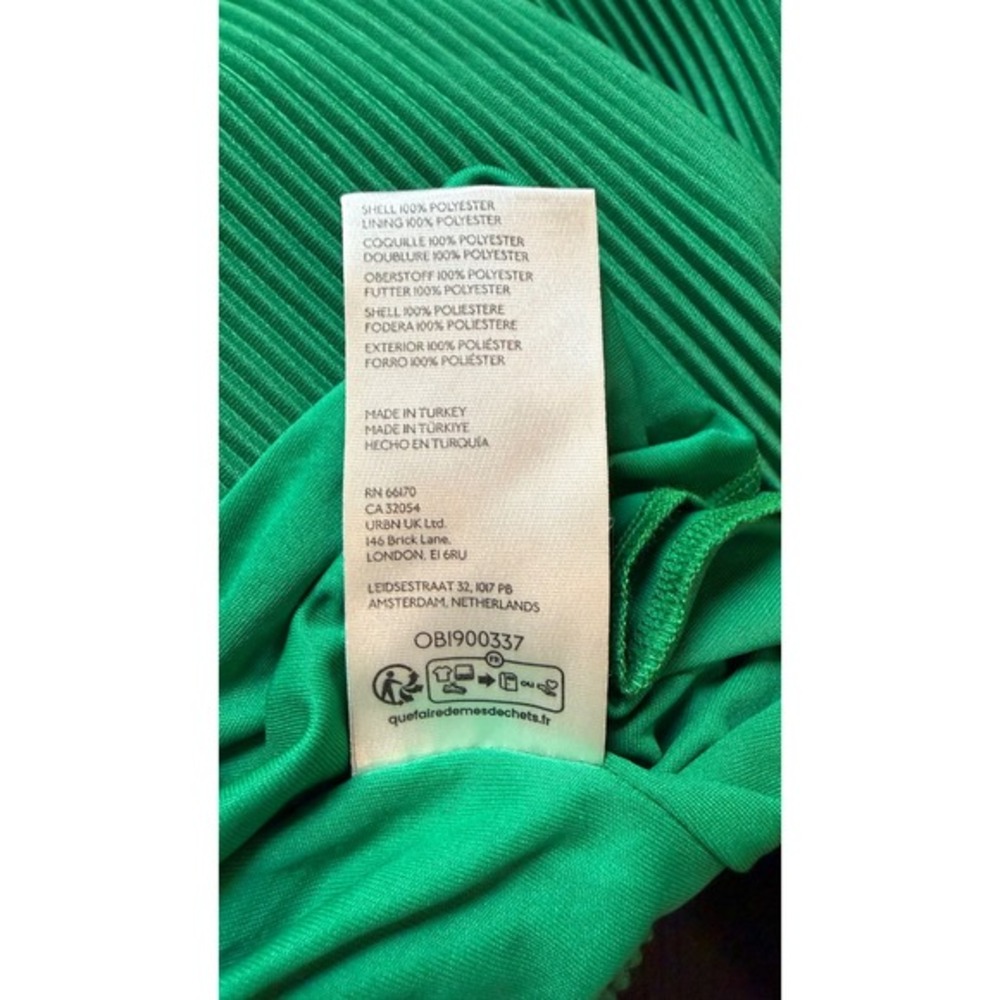 SHELL 100% POLYESTER
LINING 100% POLYESTER
COQUILLE 100% POLYESTER
DOUBLURE 100% POLYESTER
OBERSTOFF 100% POLYESTER
FUTTER 100% POLYESTER
SHELL 100% POLIESTERE
FODERA 100% POLIESTERE
EXTERIOR 100% POLIÉSTER
FORRO 100% POLIÉSTER
MADE IN TURKEY
MADE IN TÜRKIYE
HECHO EN TURQUÍA
RN 66170
CA 32054
URBN UK Ltd.
146 Brick Lane,
LONDON, E1 6RU
LEIDSESTRAAT 32, 1017 PB
AMSTERDAM, NETHERLANDS
OB1900337
FR
OU
quefairedemesdechets.fr